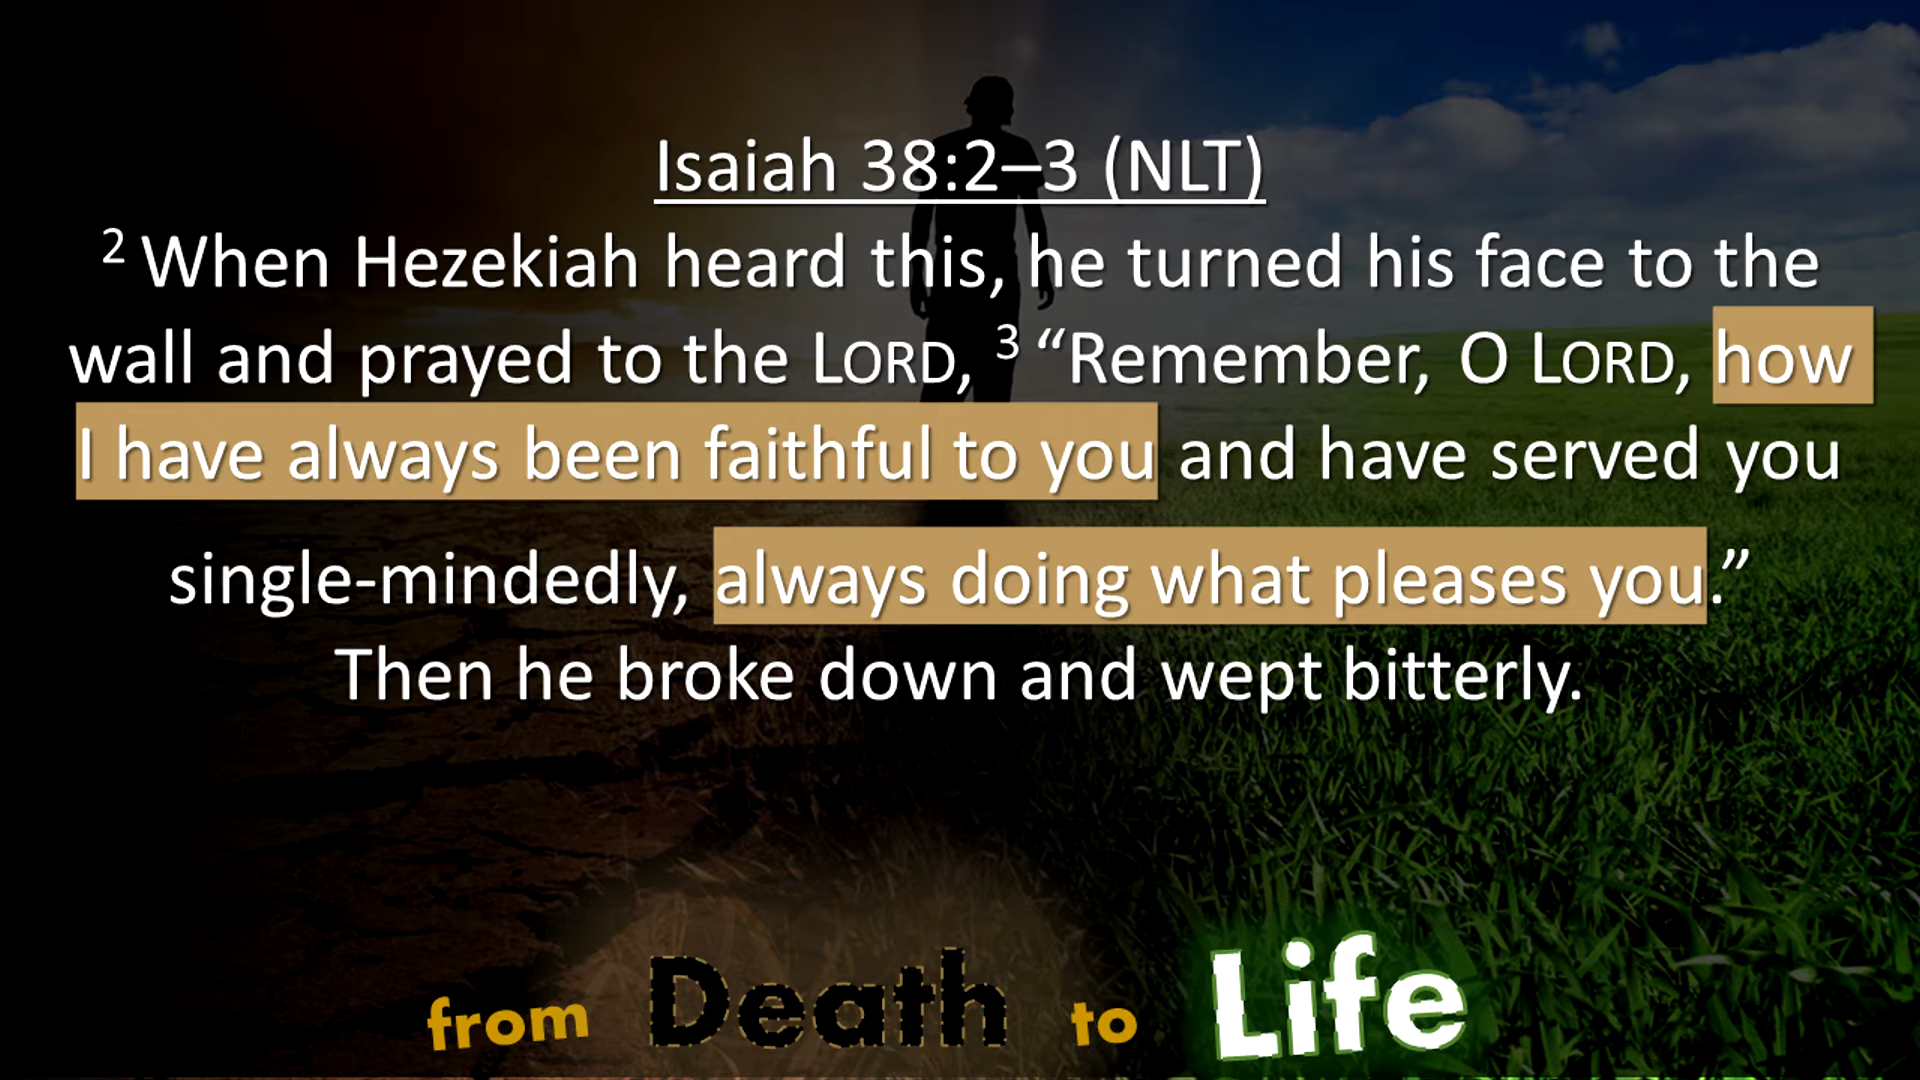 Isaiah 38:2–3 (NLT)
2 When Hezekiah heard this, he turned his face to the
wall and prayed to the LORD, 3 “Remember, O LORD, how
I have always been faithful to you and have served you
single-mindedly, always doing what pleases you.”
Then he broke down and wept bitterly.
from Death to Life